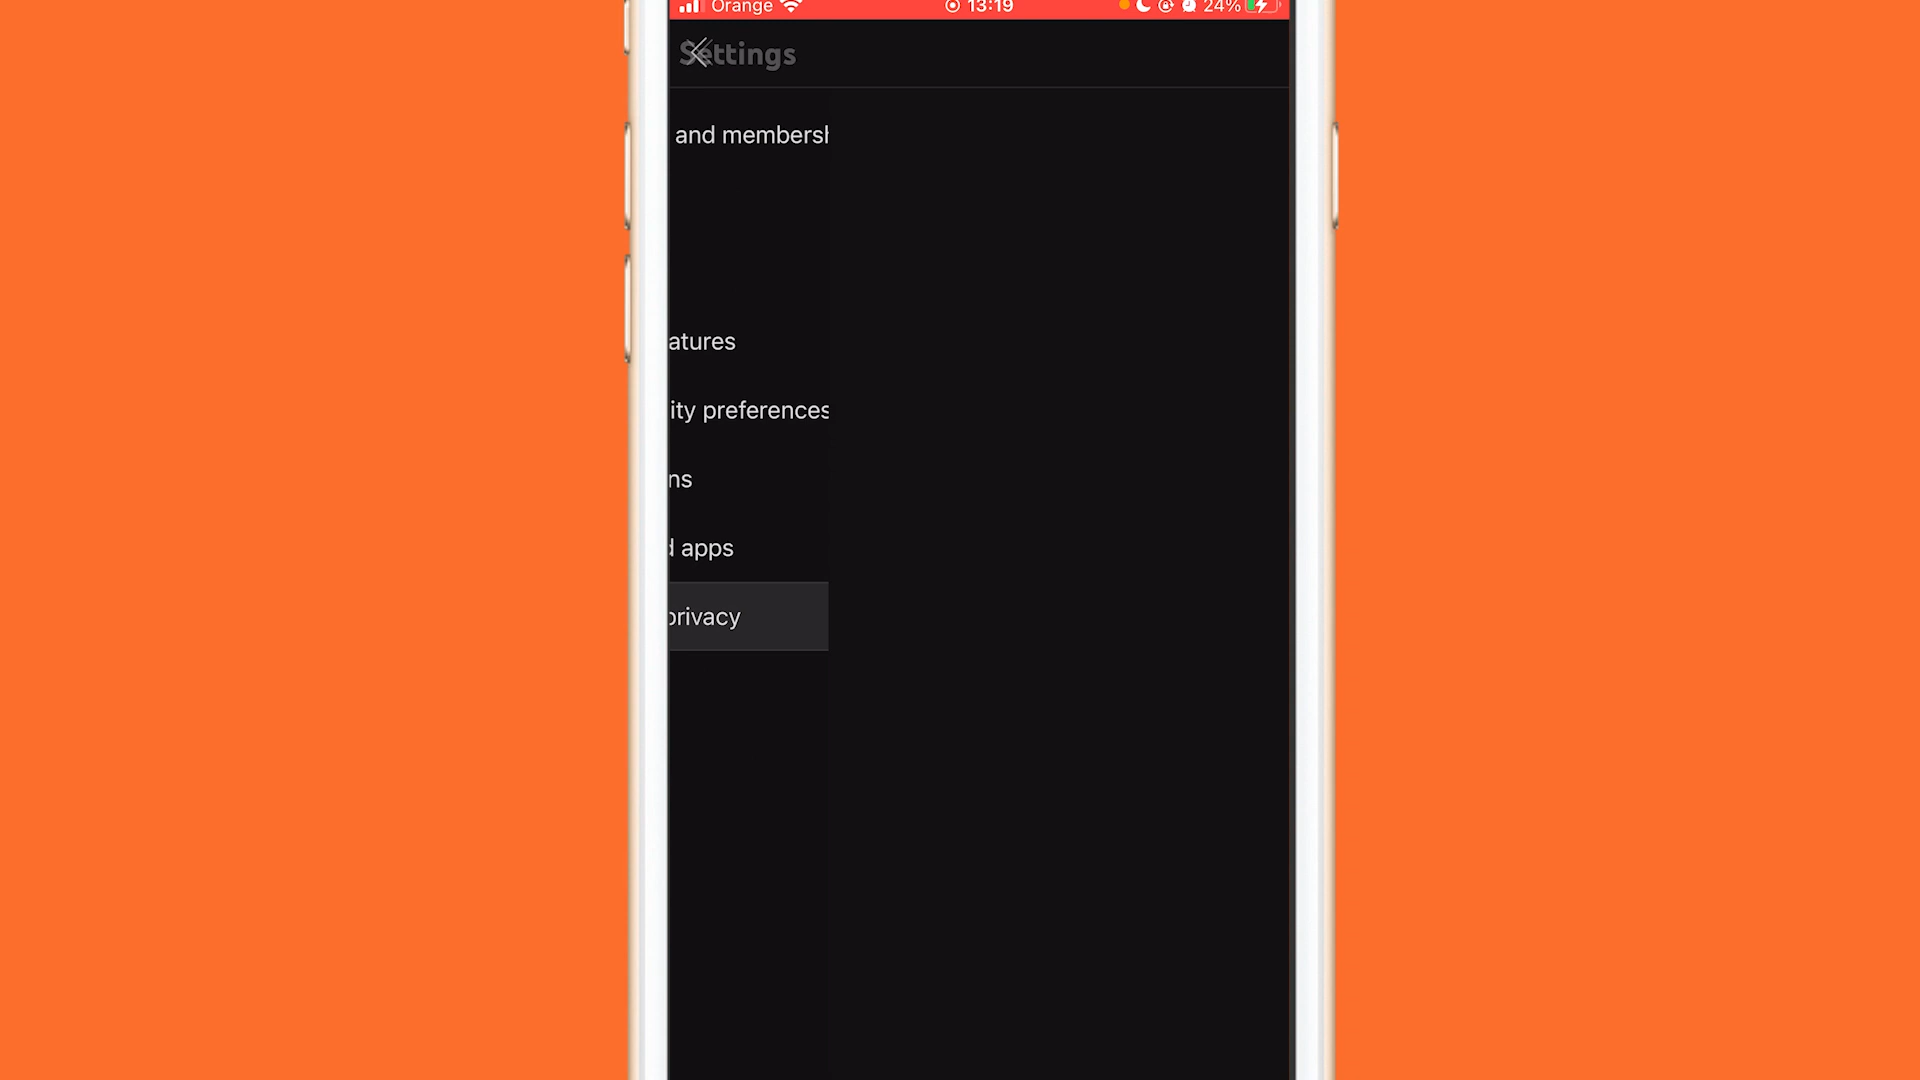 Orange 13:19 24%
Settings
and membersh
atures
ity preferences
ns
d apps
privacy